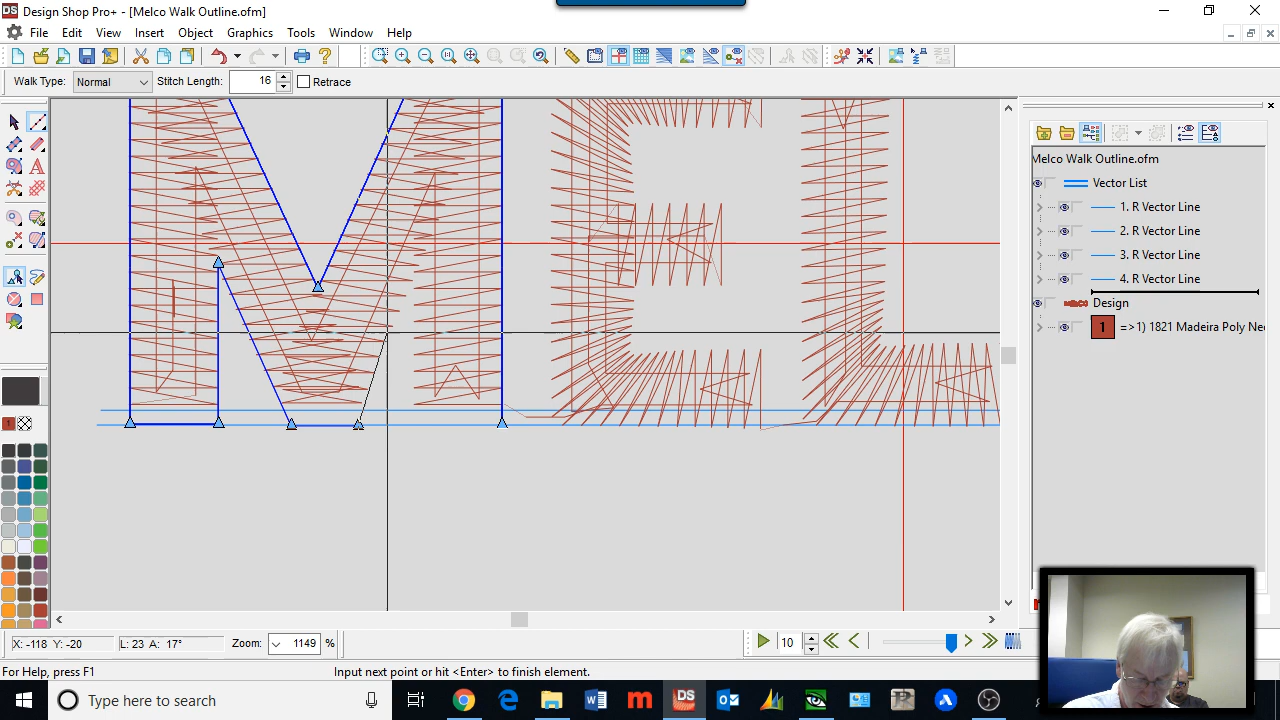 DS Design Shop Pro+ - [Melco Walk Outline.ofm]
File Edit View Insert Object Graphics Tools Window Help
Walk Type: Normal Stitch Length: 16 Retrace
Melco Walk Outline.ofm
Vector List
1. R Vector Line
2. R Vector Line
3. R Vector Line
4. R Vector Line
Design
1 =>1) 1821 Madeira Poly Nee
1
X: -118 Y: -20 L: 23 A: 17° Zoom: 1149 % 10
For Help, press F1 Input next point or hit <Enter> to finish element.
Type here to search